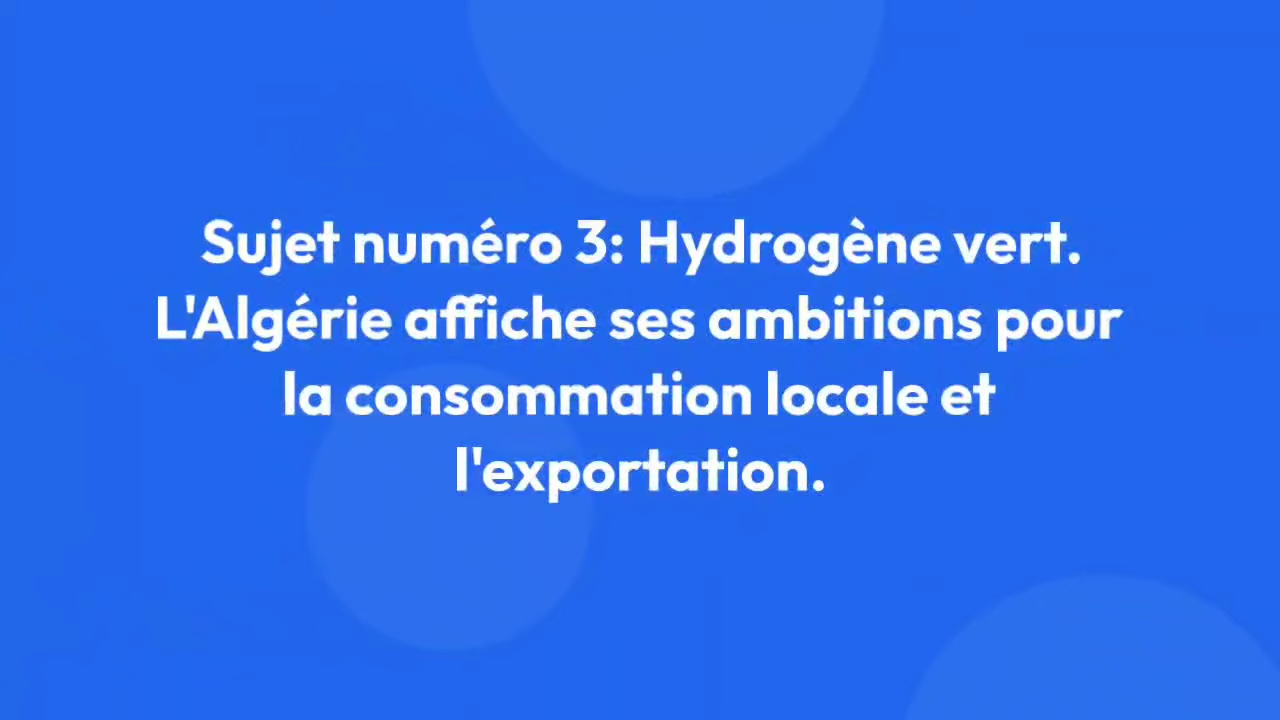 Sujet numéro 3: Hydrogène vert.
L'Algérie affiche ses ambitions pour
la consommation locale et
l'exportation.